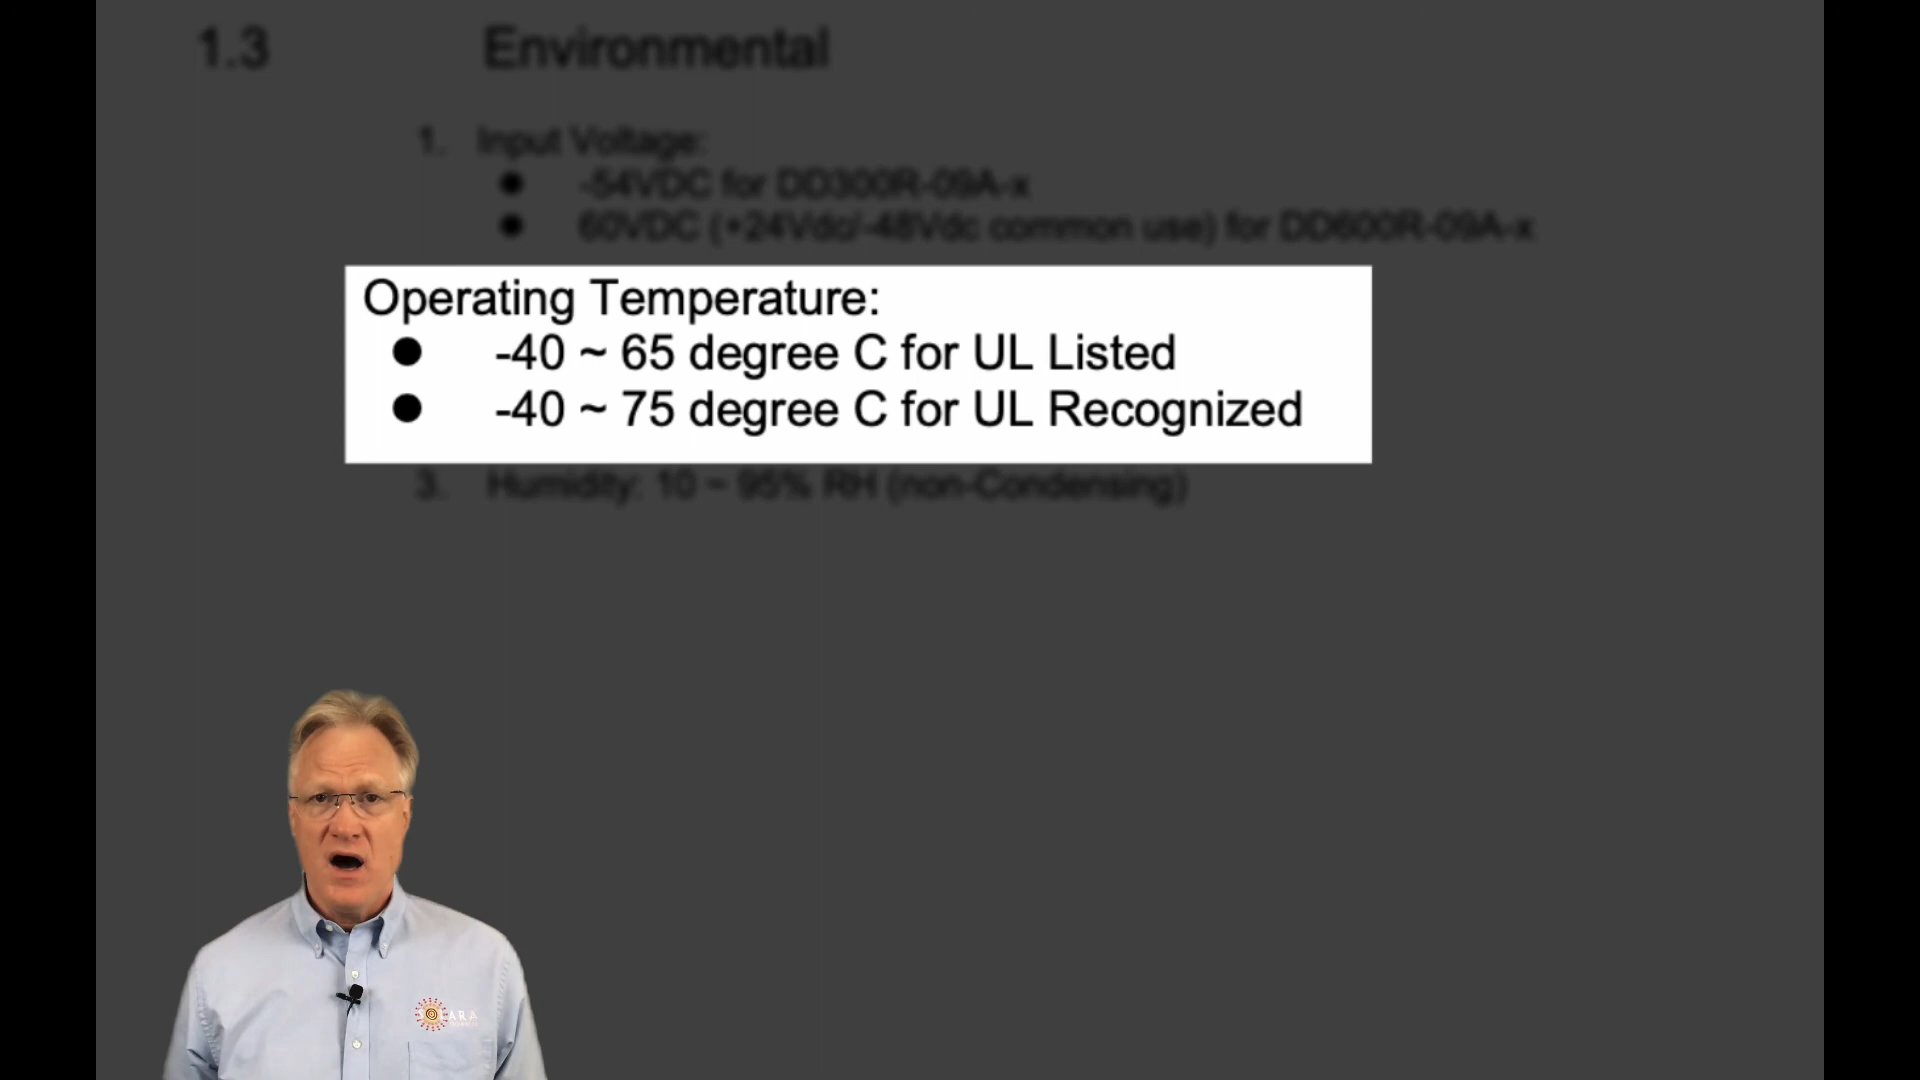 1.3 Environmental
1. Input Voltage:
● -54VDC for DD300R-09A-x
● 60VDC (+24Vdc/-48Vdc common use) for DD600R-09A-x
Operating Temperature:
● -40 ~ 65 degree C for UL Listed
● -40 ~ 75 degree C for UL Recognized
3. Humidity: 10 ~ 95% RH (non-Condensing)